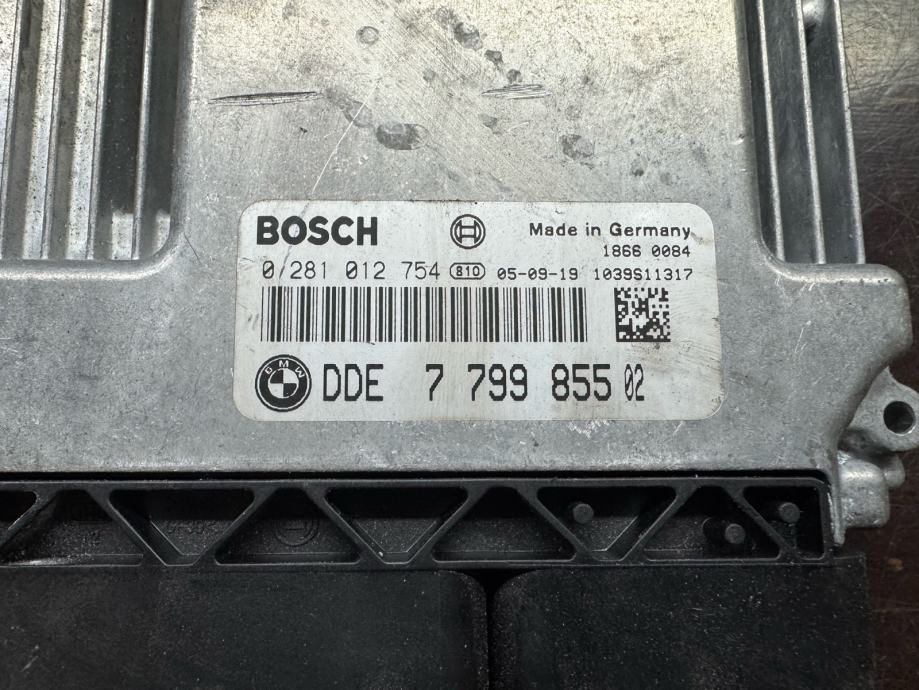 BOSCH Made in Germany
1866 0084
0 281 012 754 810 05-09-19 1039S11317
BMW DDE 7 799 855 02